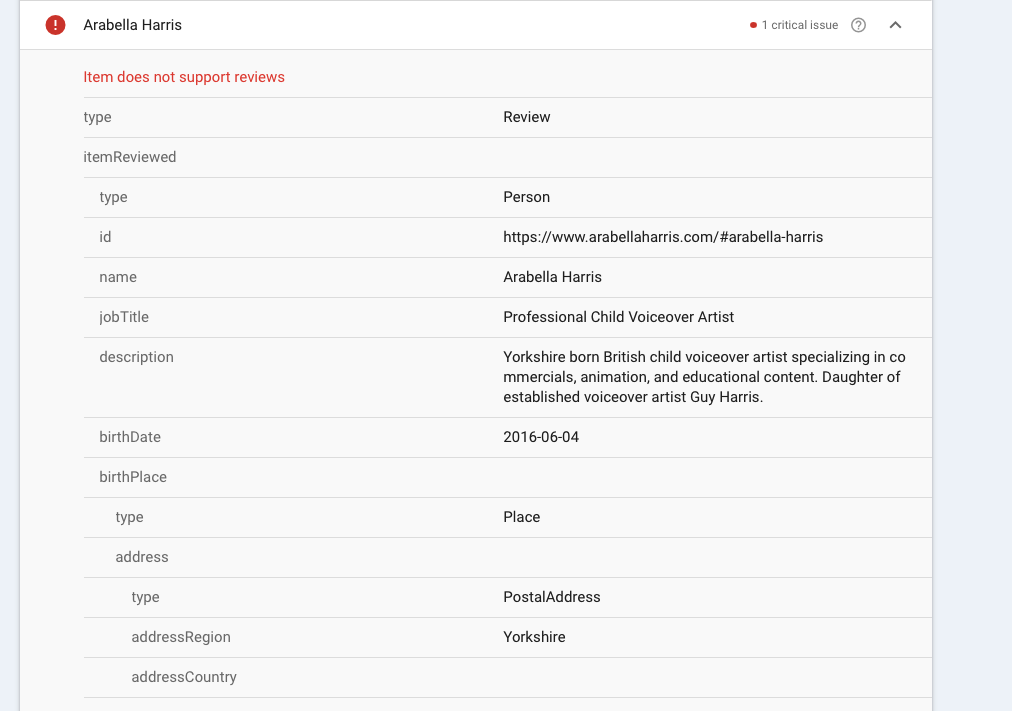 Arabella Harris
1 critical issue
Item does not support reviews
type Review
itemReviewed
type Person
id https://www.arabellaharris.com/#arabella-harris
name Arabella Harris
jobTitle Professional Child Voiceover Artist
description Yorkshire born British child voiceover artist specializing in co
mmercials, animation, and educational content. Daughter of
established voiceover artist Guy Harris.
birthDate 2016-06-04
birthPlace
type Place
address
type PostalAddress
addressRegion Yorkshire
addressCountry